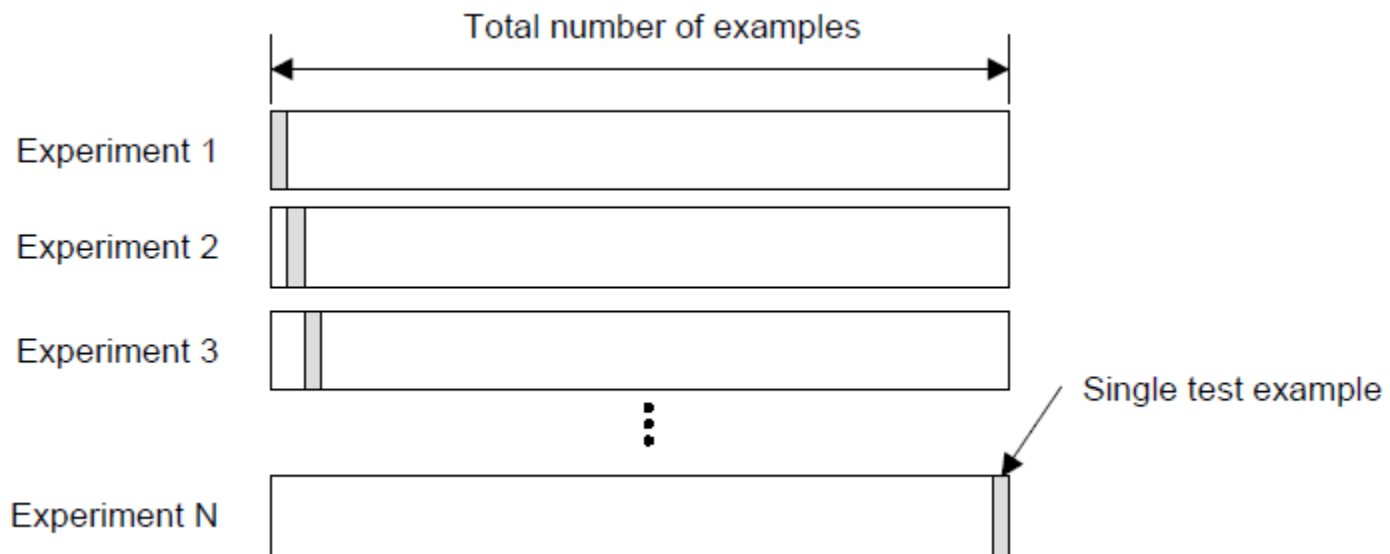 Total number of examples
Experiment 1
Experiment 2
Experiment 3
Single test example
Experiment N